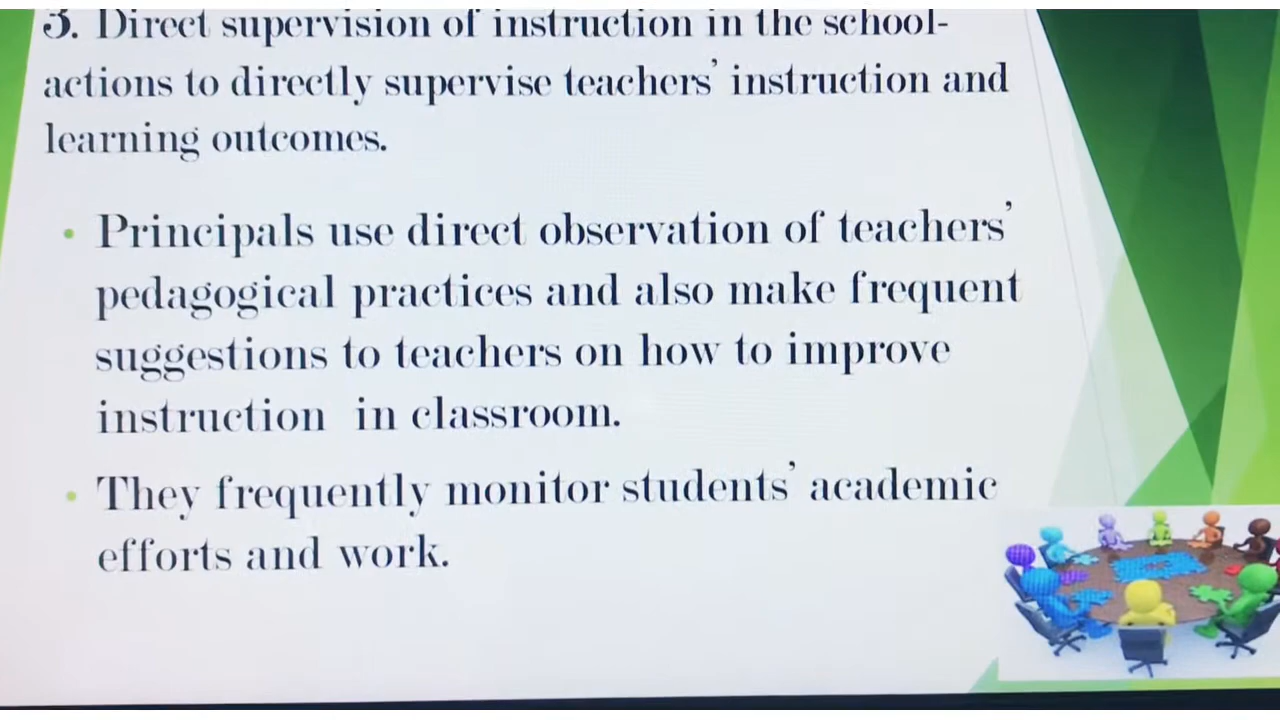 3. Direct supervision of instruction in the school-
actions to directly supervise teachers’ instruction and
learning outcomes.
• Principals use direct observation of teachers’
pedagogical practices and also make frequent
suggestions to teachers on how to improve
instruction in classroom.
• They frequently monitor students’ academic
efforts and work.